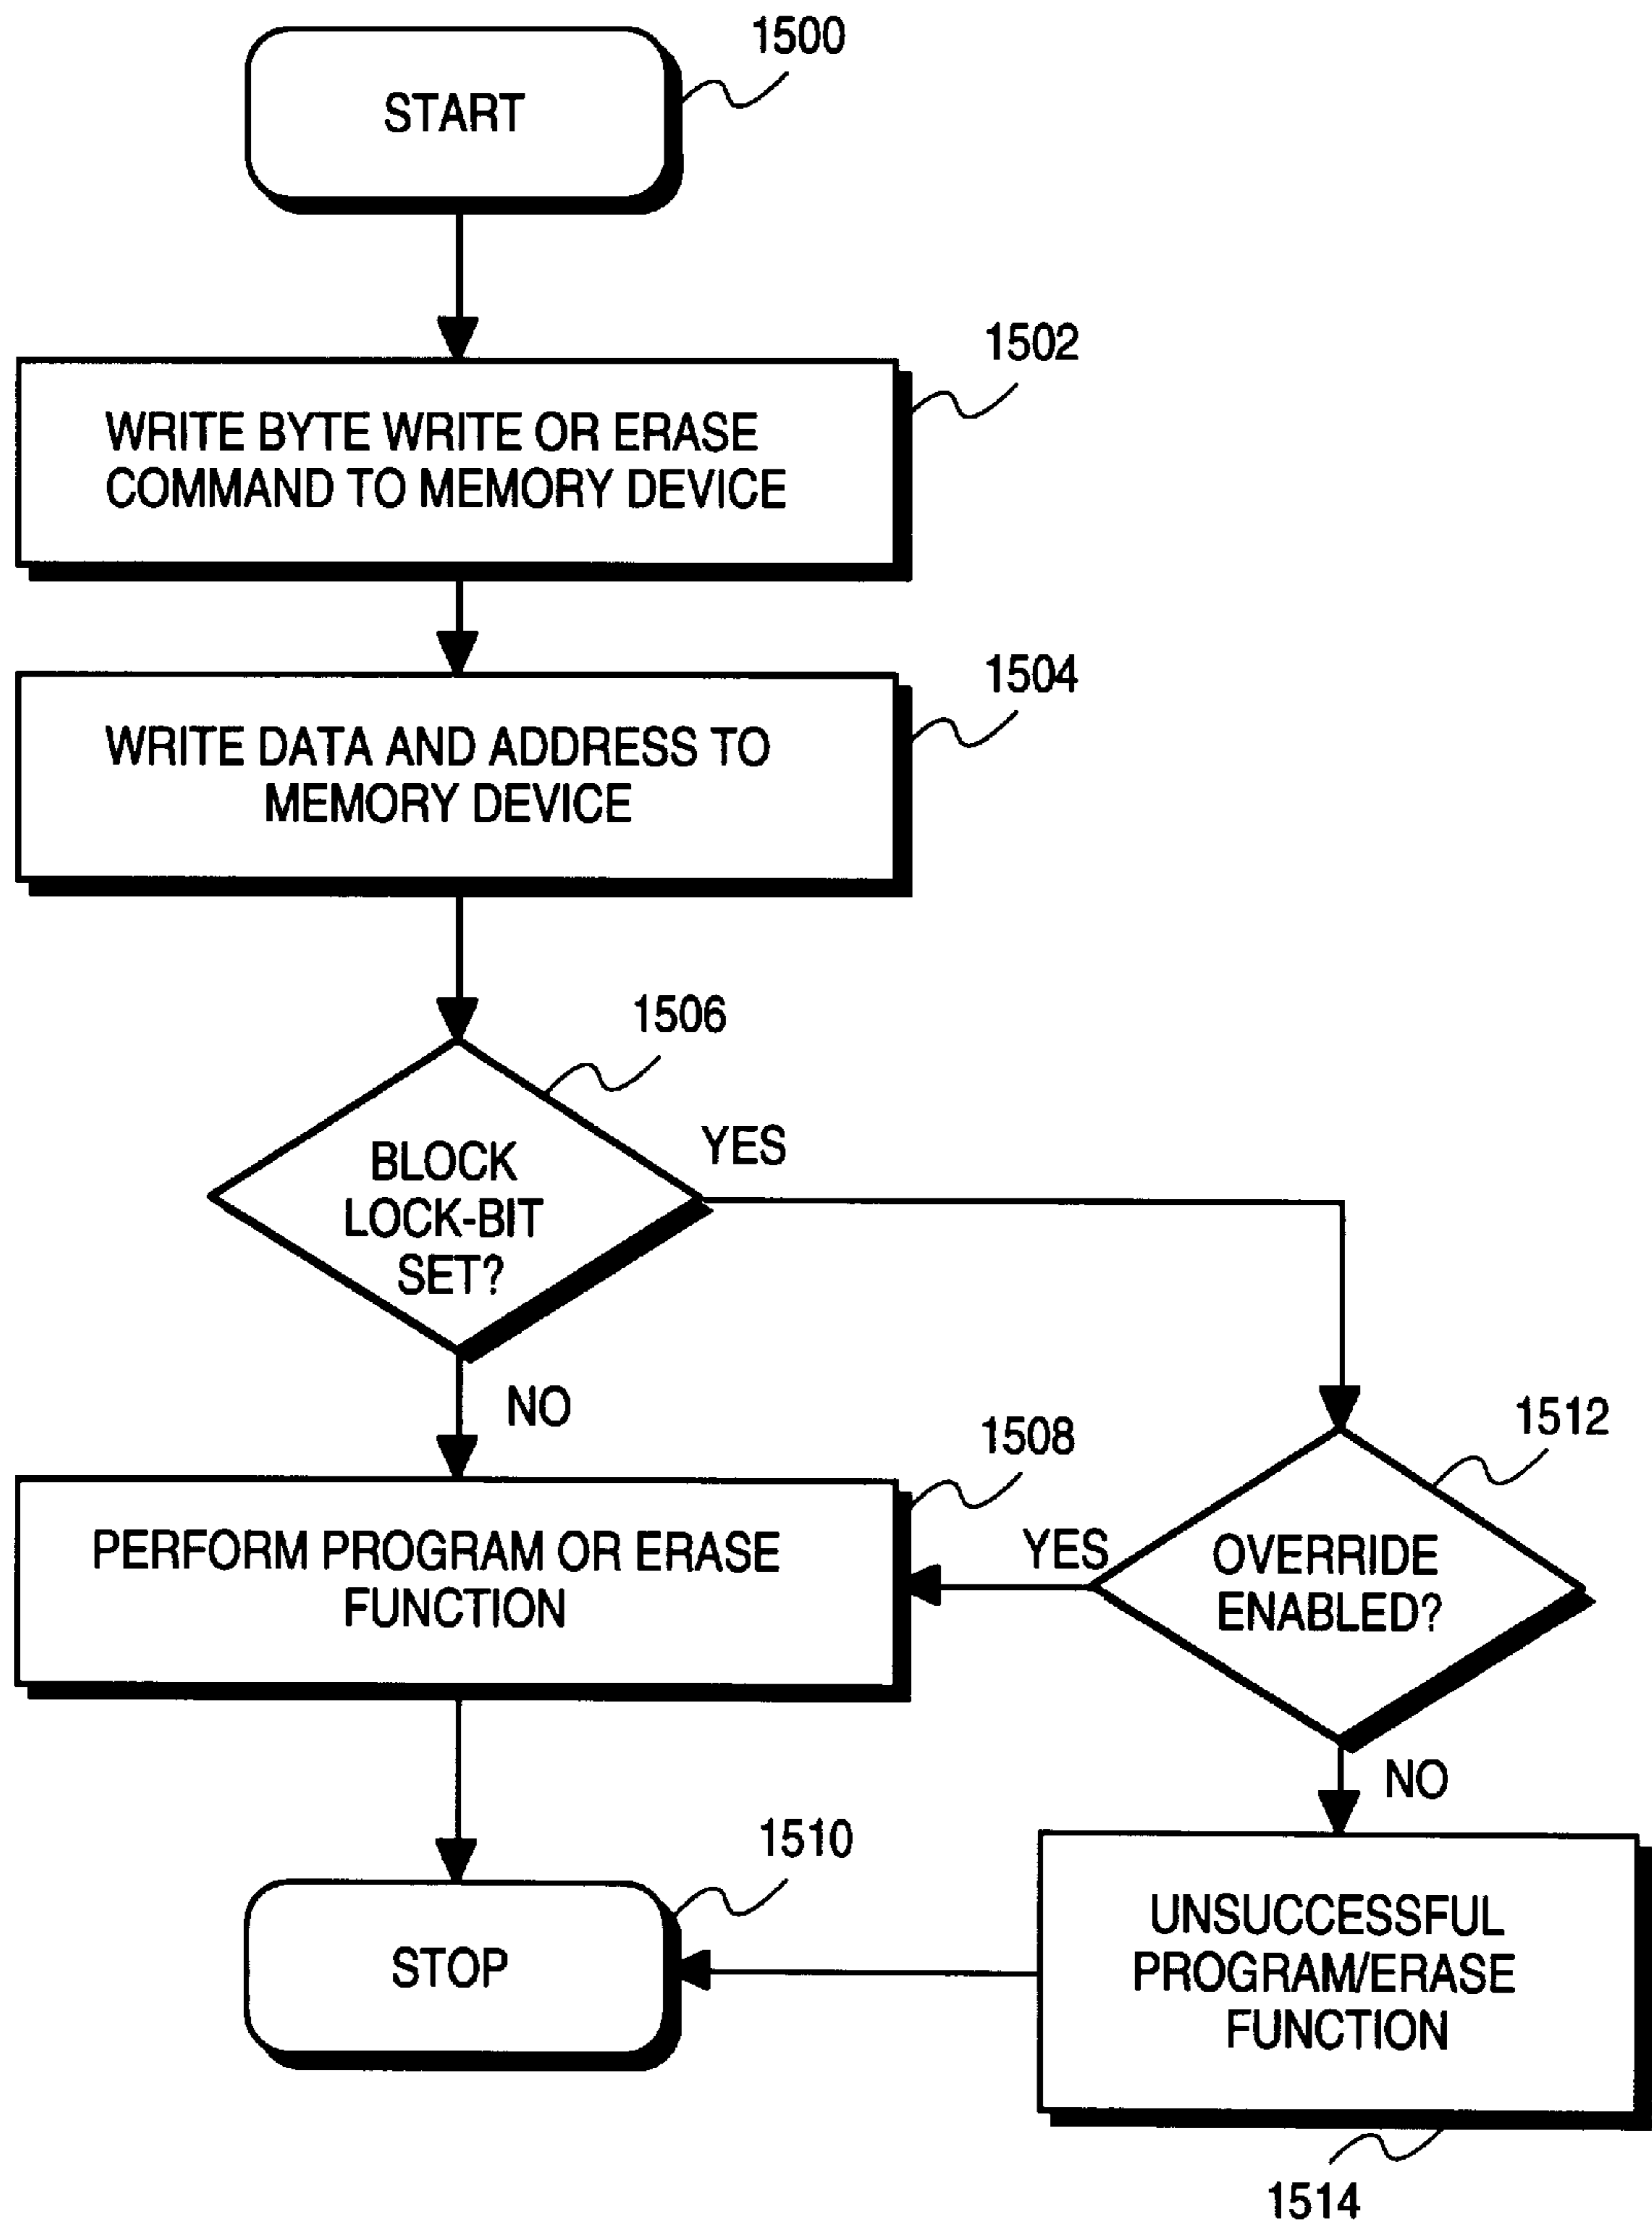 1500
START
1502
WRITE BYTE WRITE OR ERASE
COMMAND TO MEMORY DEVICE
1504
WRITE DATA AND ADDRESS TO
MEMORY DEVICE
1506
YES
BLOCK
LOCK-BIT
SET?
NO
1508
1512
PERFORM PROGRAM OR ERASE
FUNCTION
YES
OVERRIDE
ENABLED?
NO
1510
STOP
UNSUCCESSFUL
PROGRAM/ERASE
FUNCTION
1514